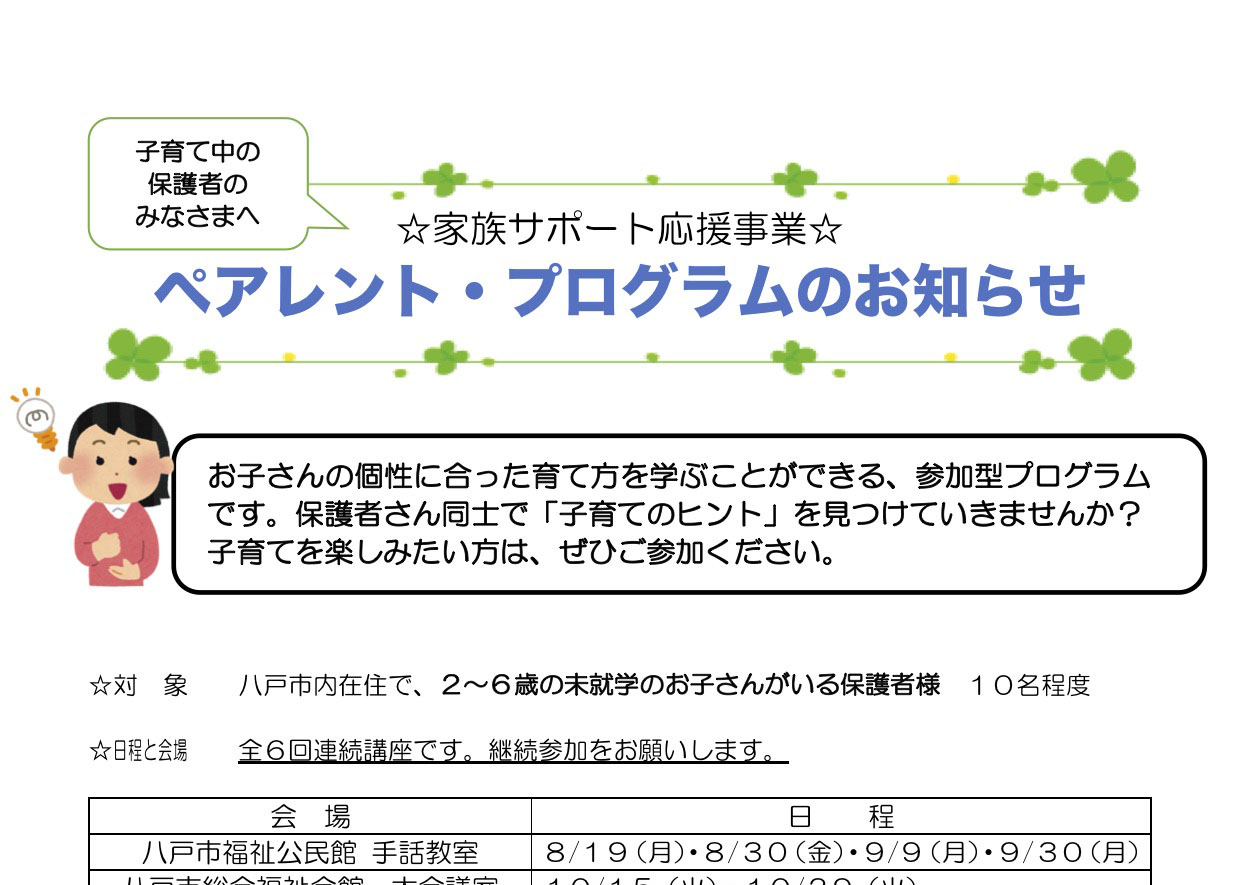 子育て中の
保護者の
みなさまへ
☆家族サポート応援事業☆
ペアレント・プログラムのお知らせ
お子さんの個性に合った育て方を学ぶことができる、参加型プログラム
です。保護者さん同士で「子育てのヒント」を見つけていきませんか？
子育てを楽しみたい方は、ぜひご参加ください。
☆対　象　　八戸市内在住で、２～６歳の未就学のお子さんがいる保護者様　１０名程度
☆日程と会場　　全６回連続講座です。継続参加をお願いします。
会　場　　日　　程
八戸市福祉公民館 手話教室　　８/１９（月）・８/３０（金）・９/９（月）・９/３０（月）